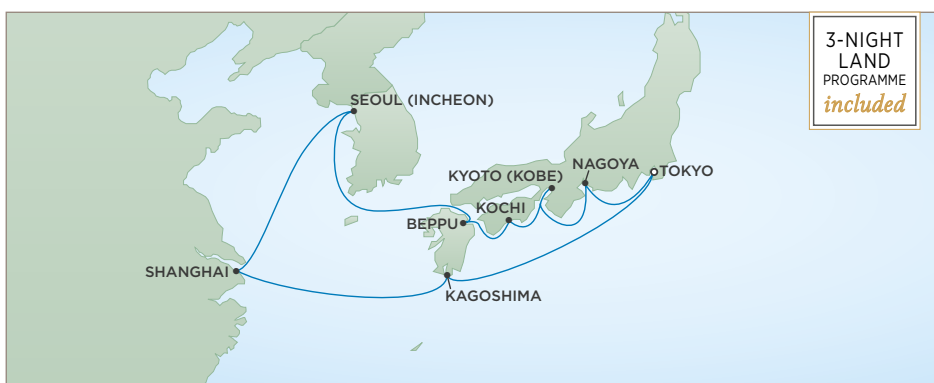 3-NIGHT
LAND
PROGRAMME
included
SEOUL (INCHEON)
NAGOYA
KYOTO (KOBE)
TOKYO
KOCHI
BEPPU
SHANGHAI
KAGOSHIMA